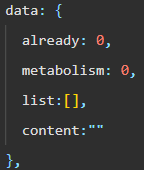 data: {
already: 0,
metabolism: 0,
list:[],
content:""
},